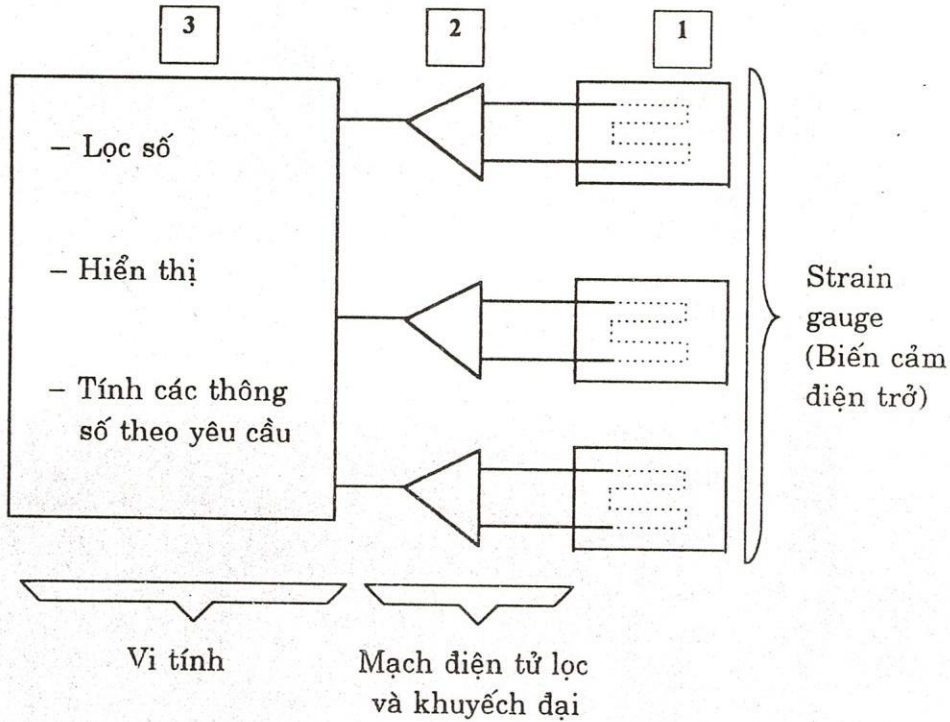 3
2
1
– Lọc số
– Hiển thị
– Tính các thông
số theo yêu cầu
Strain
gauge
(Biến cảm
điện trở)
Vi tính
Mạch điện tử lọc
và khuyếch đại